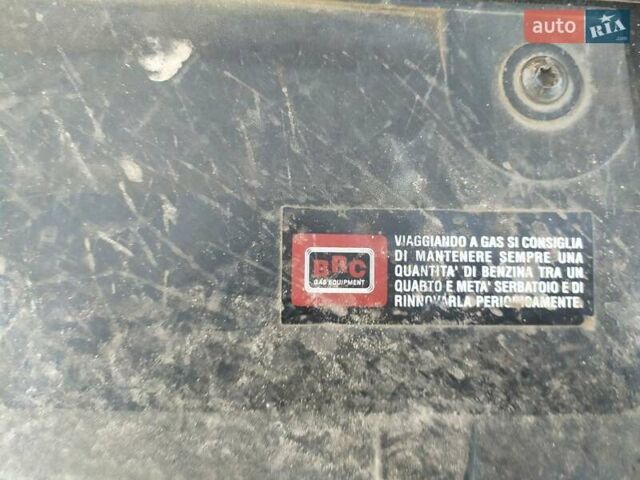 auto RIA.com
BRC
GAS EQUIPMENT
VIAGGIANDO A GAS SI CONSIGLIA
DI MANTENERE SEMPRE UNA
QUANTITA' DI BENZINA TRA UN
QUARTO E META' SERBATOIO E DI
RINNOVARLA PERIODICAMENTE.